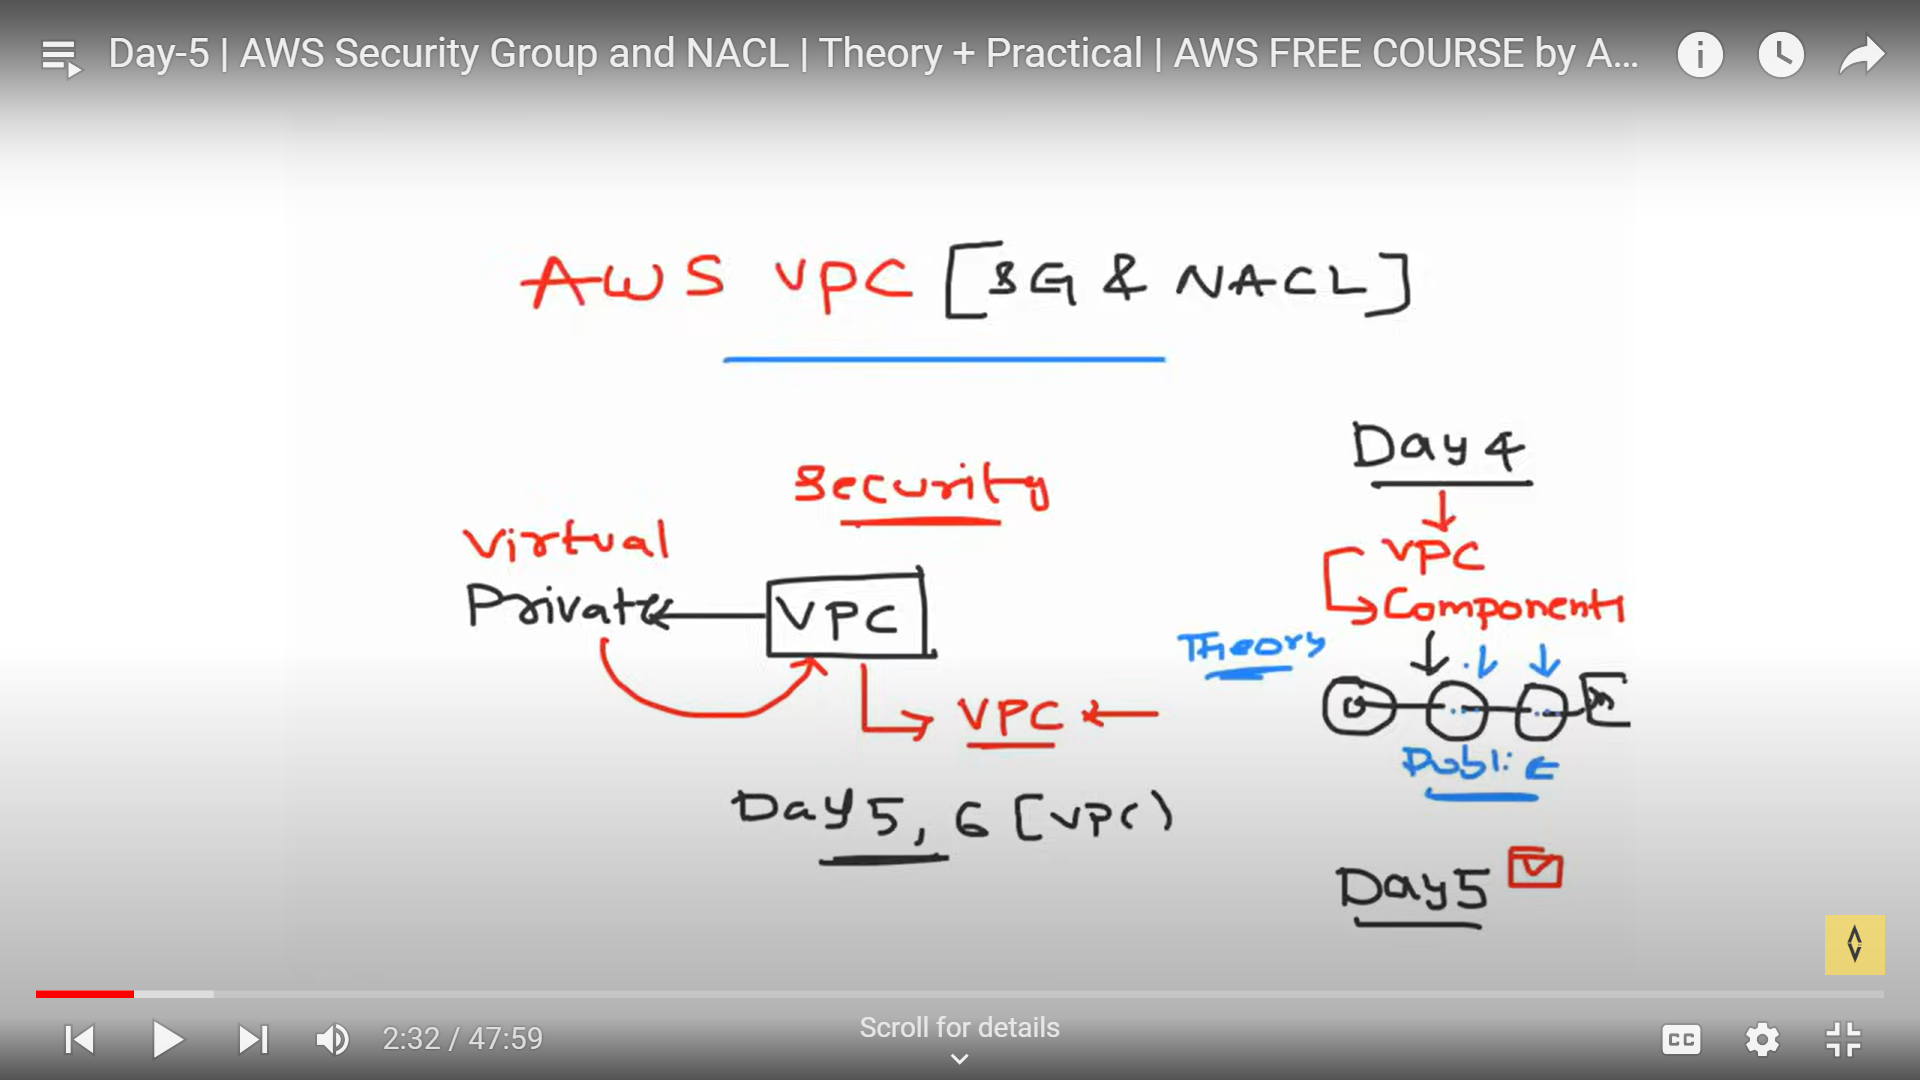 Day-5 | AWS Security Group and NACL | Theory + Practical | AWS FREE COURSE by A...
AWS VPC [SG & NACL]
Security
Virtual
Private
VPC
VPC
Day 5, 6 [VPC)
Day 4
VPC
Components
Theory
Public
Day 5
2:32 / 47:59
Scroll for details
CC